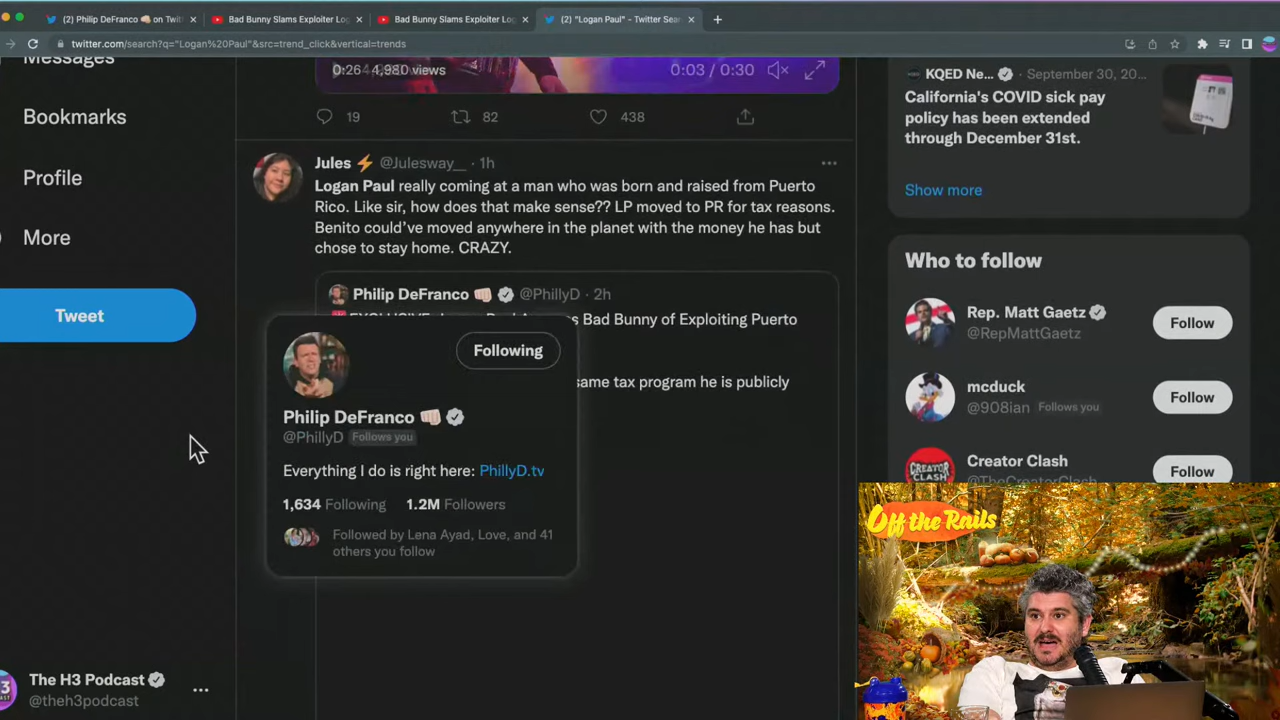 (2) Philip DeFranco 👊🏻 on Twitt
Bad Bunny Slams Exploiter Log
Bad Bunny Slams Exploiter Log
(2) "Logan Paul" - Twitter Sear
twitter.com/search?q="Logan%20Paul"&src=trend_click&vertical=trends
Messages
Bookmarks
Profile
More
Tweet
The H3 Podcast
@theh3podcast
0:26 4,980 views
0:03 / 0:30
19 82 438
Jules ⚡ @Julesway__ · 1h
Logan Paul really coming at a man who was born and raised from Puerto
Rico. Like sir, how does that make sense?? LP moved to PR for tax reasons.
Benito could've moved anywhere in the planet with the money he has but
chose to stay home. CRAZY.
Philip DeFranco 👊🏻 @PhillyD · 2h
Bad Bunny of Exploiting Puerto
same tax program he is publicly
Following
Philip DeFranco 👊🏻
@PhillyD Follows you
Everything I do is right here: PhillyD.tv
1,634 Following 1.2M Followers
Followed by Lena Ayad, Love, and 41
others you follow
KQED Ne... · September 30, 20...
California's COVID sick pay
policy has been extended
through December 31st.
Show more
Who to follow
Rep. Matt Gaetz
@RepMattGaetz
Follow
mcduck
@908ian Follows you
Follow
Creator Clash
@TheCreatorClash
Follow
CREATOR
CLASH
Off the Rails